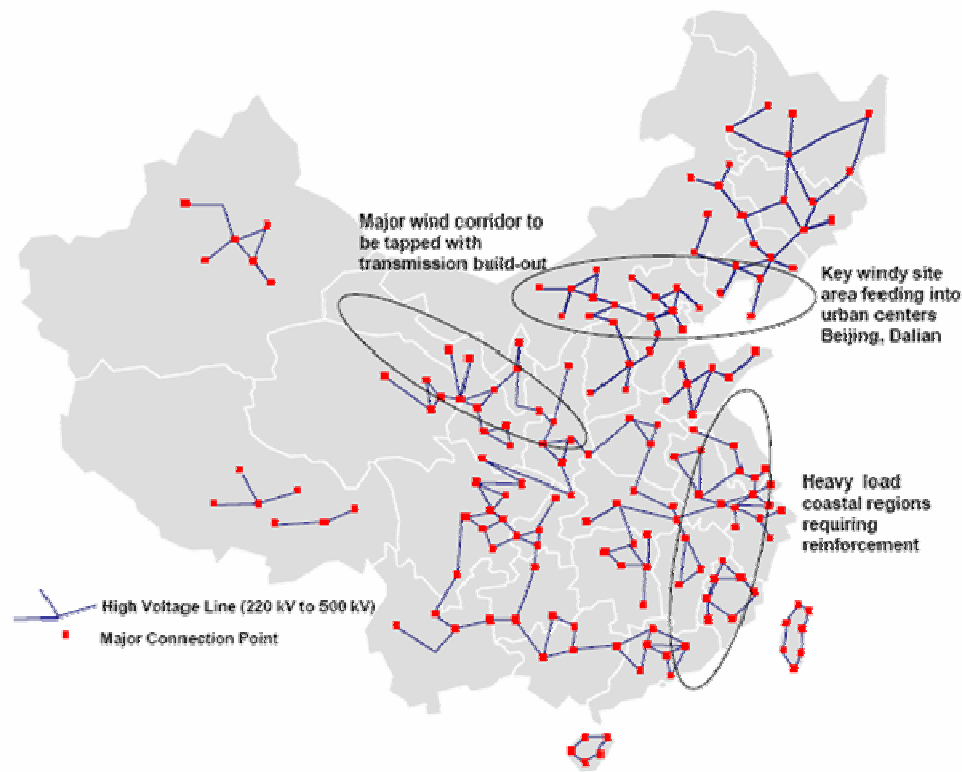 Major wind corridor to
be tapped with
transmission build-out
Key windy site
area feeding into
urban centers
Beijing, Dalian
Heavy load
coastal regions
requiring
reinforcement
High Voltage Line (220 kV to 500 kV)
Major Connection Point